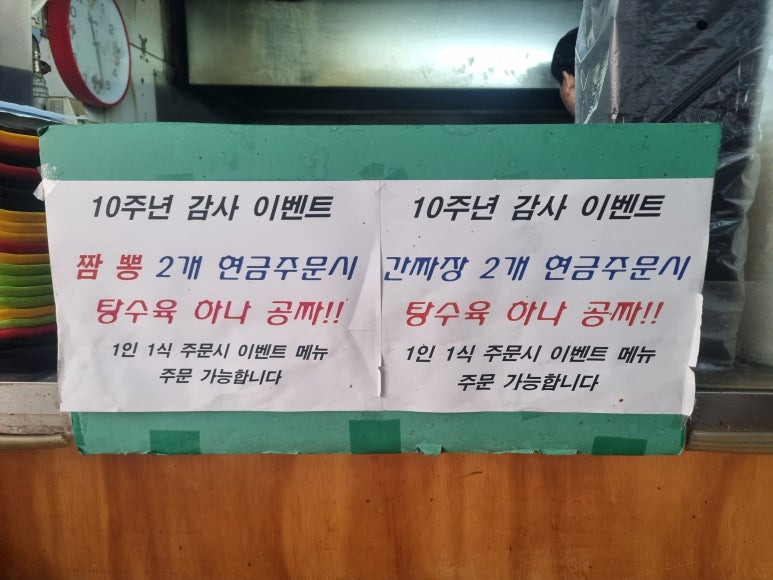 10주년 감사 이벤트
짬 뽕 2개 현금주문시
탕수육 하나 공짜!!
1인 1식 주문시 이벤트 메뉴
주문 가능합니다
10주년 감사 이벤트
간짜장 2개 현금주문시
탕수육 하나 공짜!!
1인 1식 주문시 이벤트 메뉴
주문 가능합니다